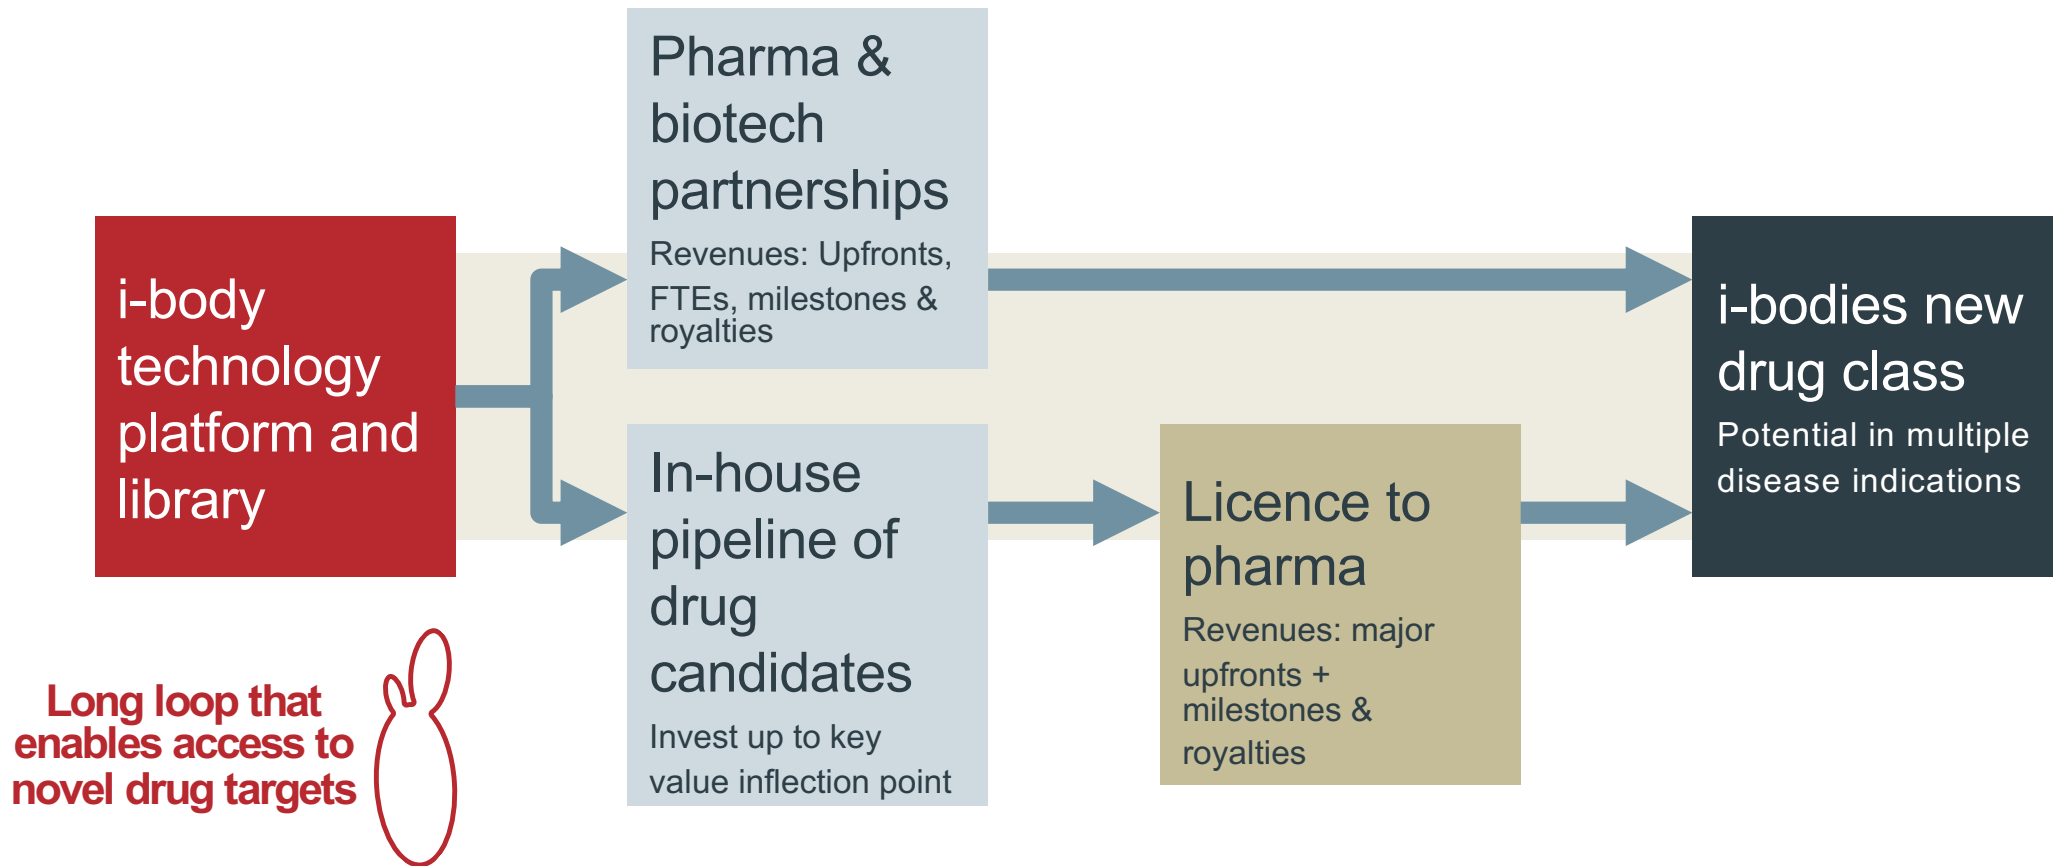 i-body
technology
platform and
library
Long loop that
enables access to
novel drug targets
Pharma &
biotech
partnerships
Revenues: Upfronts,
FTEs, milestones &
royalties
In-house
pipeline of
drug
candidates
Invest up to key
value inflection point
Licence to
pharma
Revenues: major
upfronts +
milestones &
royalties
i-bodies new
drug class
Potential in multiple
disease indications